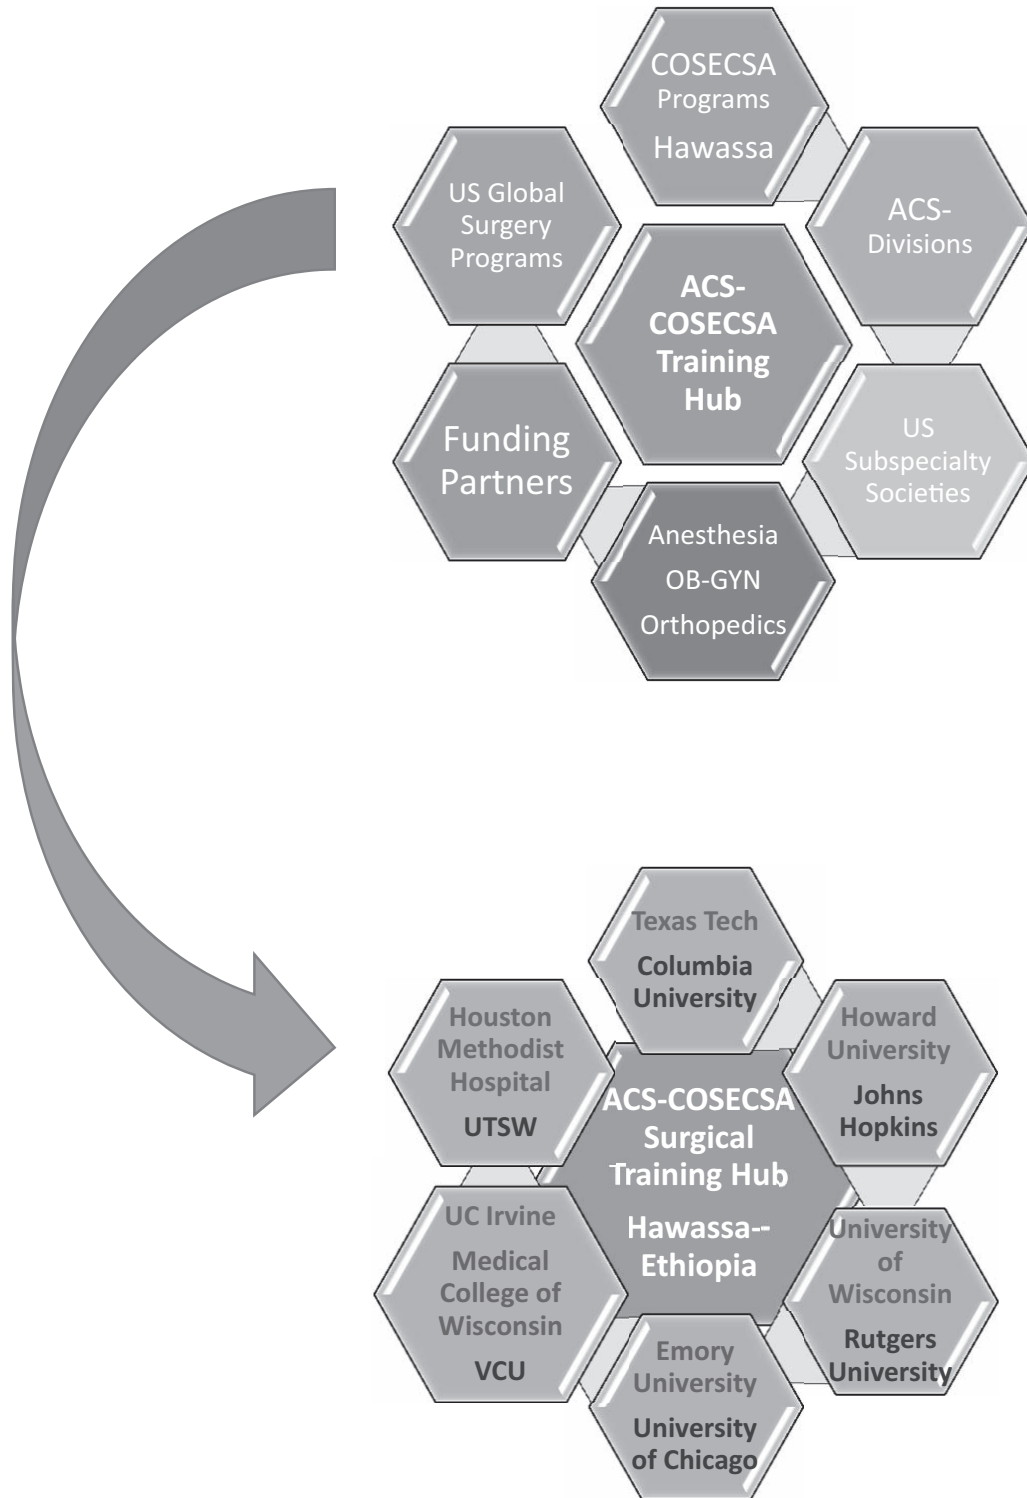 COSECSA
Programs
Hawassa
US Global
Surgery
Programs
ACS-
Divisions
ACS-
COSECSA
Training
Hub
Funding
Partners
US
Subspecialty
Societies
Anesthesia
OB-GYN
Orthopedics
Texas Tech
Columbia
University
Houston
Methodist
Hospital
UTSW
Howard
University
Johns
Hopkins
ACS-COSECSA
Surgical
Training Hub
Hawassa--
Ethiopia
UC Irvine
Medical
College of
Wisconsin
VCU
University
of
Wisconsin
Rutgers
University
Emory
University
University
of Chicago